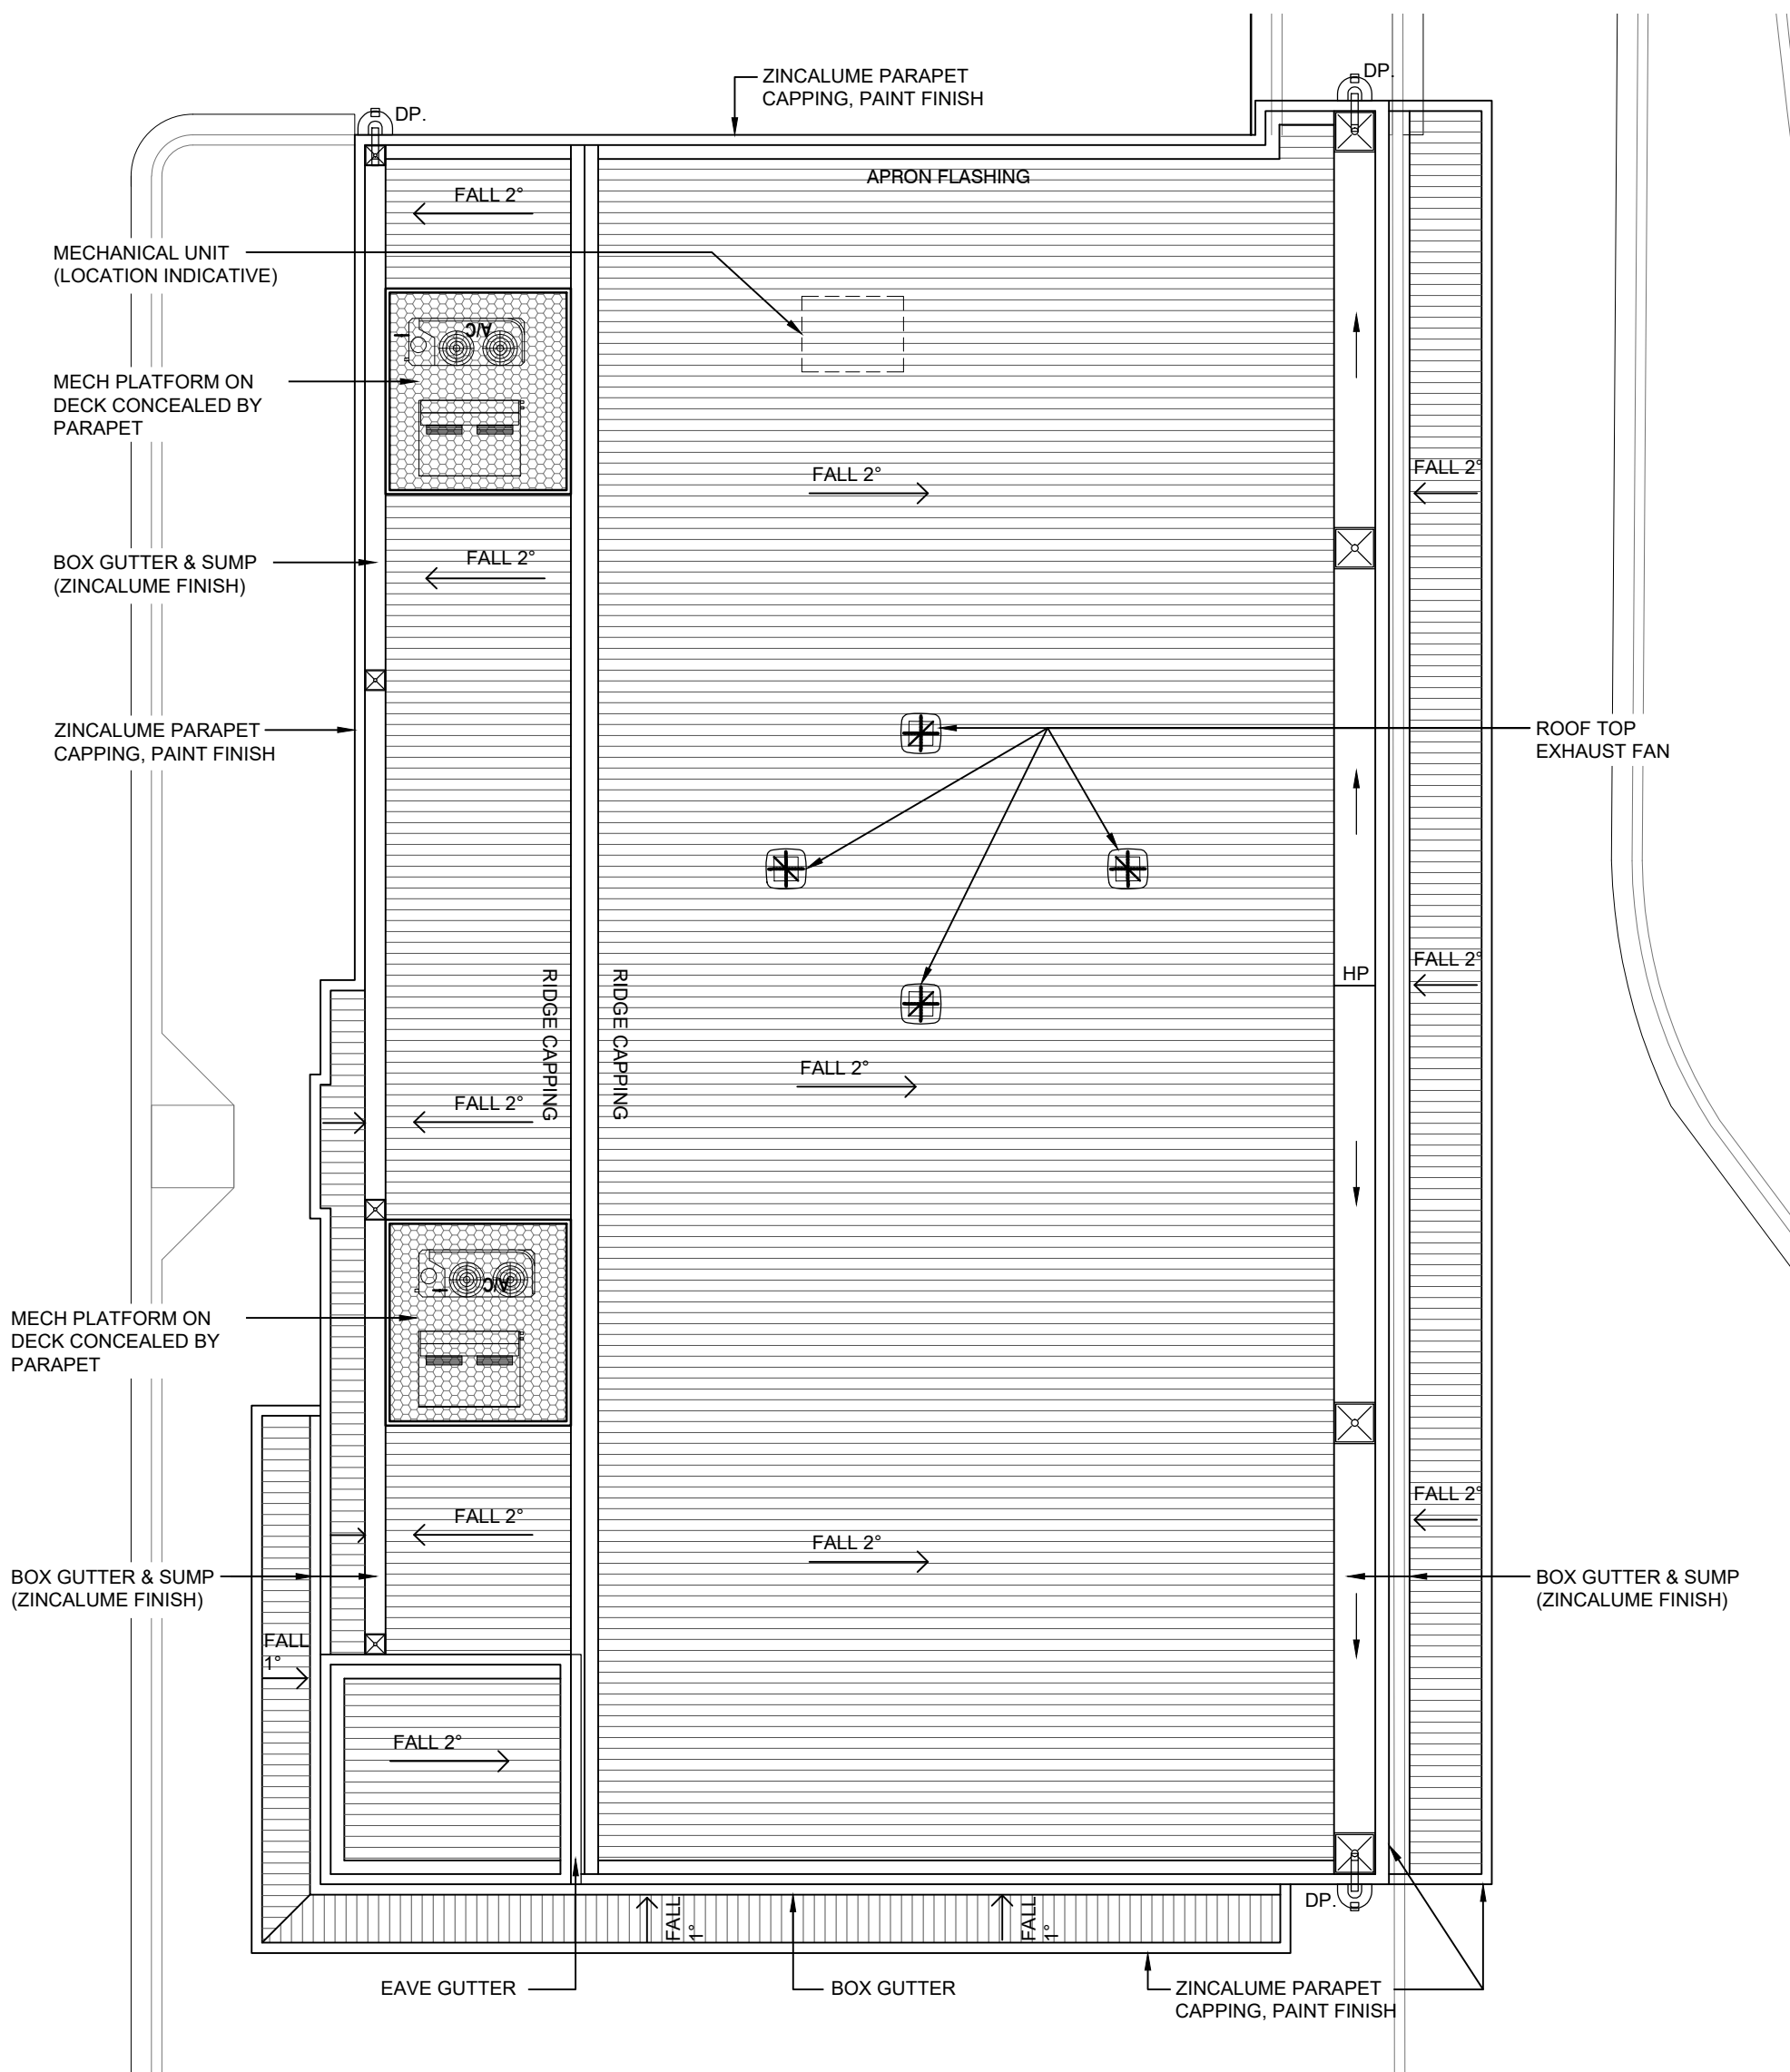 ZINCALUME PARAPET
CAPPING, PAINT FINISH
DP.
DP.
APRON FLASHING
FALL 2°
MECHANICAL UNIT
(LOCATION INDICATIVE)
A/C
MECH PLATFORM ON
DECK CONCEALED BY
PARAPET
FALL 2°
FALL 2°
BOX GUTTER & SUMP
(ZINCALUME FINISH)
FALL 2°
ZINCALUME PARAPET
CAPPING, PAINT FINISH
ROOF TOP
EXHAUST FAN
RIDGE CAPPING
RIDGE CAPPING
HP
FALL 2°
FALL 2°
FALL 2°
A/C
MECH PLATFORM ON
DECK CONCEALED BY
PARAPET
FALL 2°
FALL 2°
FALL 2°
BOX GUTTER & SUMP
(ZINCALUME FINISH)
BOX GUTTER & SUMP
(ZINCALUME FINISH)
FALL
1°
FALL 2°
FALL
1°
FALL
1°
DP.
EAVE GUTTER
BOX GUTTER
ZINCALUME PARAPET
CAPPING, PAINT FINISH